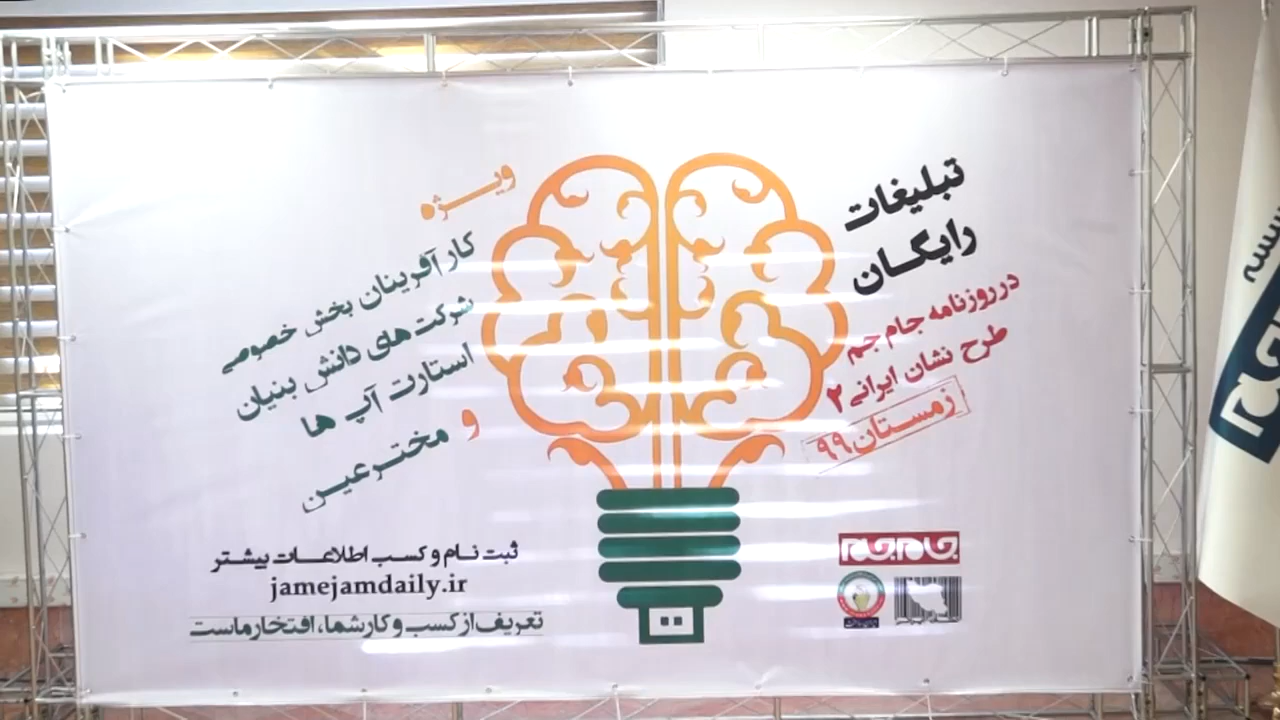 تبلیغات
رایگان
در روزنامه جام جم
طرح نشان ایرانی ۲
زمستان ۹۹
ویژه
کارآفرینان بخش خصوصی
شرکت‌های دانش بنیان
استارت آپ ها
و مخترعین
ثبت نام و کسب اطلاعات بیشتر
jamejamdaily.ir
تعریف از کسب و کار شما، افتخار ماست
جام‌جم